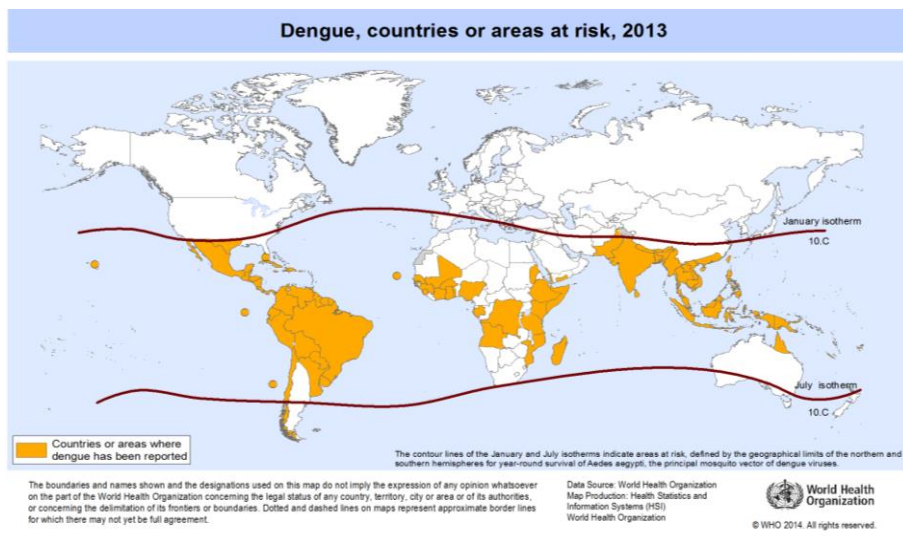 Dengue, countries or areas at risk, 2013
January isotherm
10.C
July isotherm
10.C
Countries or areas where
dengue has been reported
The contour lines of the January and July isotherms indicate areas at risk, defined by the geographical limits of the northern and
southern hemispheres for year-round survival of Aedes aegypti, the principal mosquito vector of dengue viruses.
The boundaries and names shown and the designations used on this map do not imply the expression of any opinion whatsoever
on the part of the World Health Organization concerning the legal status of any country, territory, city or area or of its authorities,
or concerning the delimitation of its frontiers or boundaries. Dotted and dashed lines on maps represent approximate border lines
for which there may not yet be full agreement.
Data Source: World Health Organization
Map Production: Health Statistics and
Information Systems (HSI)
World Health Organization
World Health
Organization
© WHO 2014. All rights reserved.